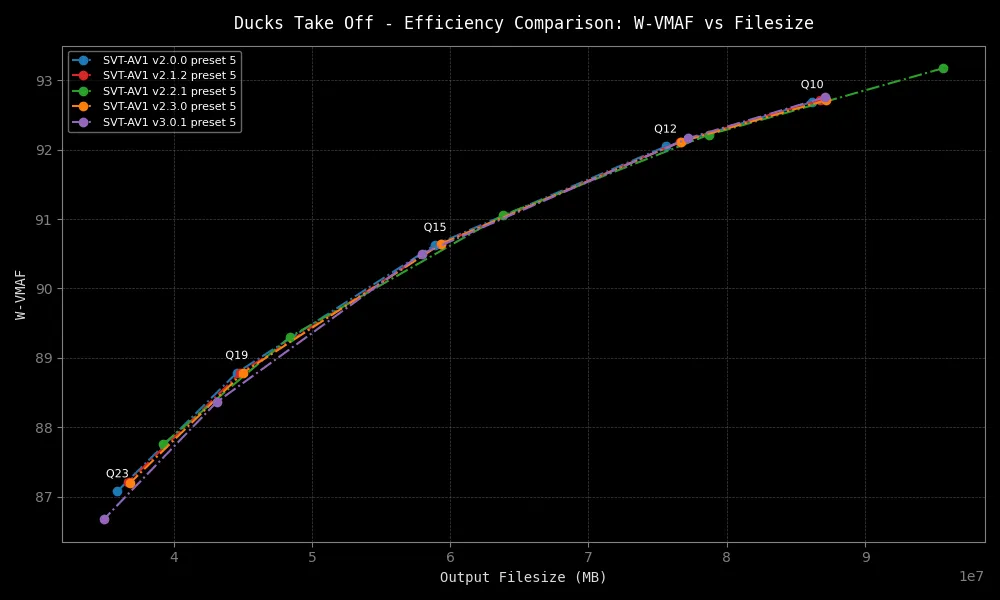 Ducks Take Off - Efficiency Comparison: W-VMAF vs Filesize
SVT-AV1 v2.0.0 preset 5
SVT-AV1 v2.1.2 preset 5
SVT-AV1 v2.2.1 preset 5
SVT-AV1 v2.3.0 preset 5
SVT-AV1 v3.0.1 preset 5
Q10
Q12
Q15
Q19
Q23
93
92
91
90
89
88
87
W-VMAF
4 5 6 7 8 9
1e7
Output Filesize (MB)